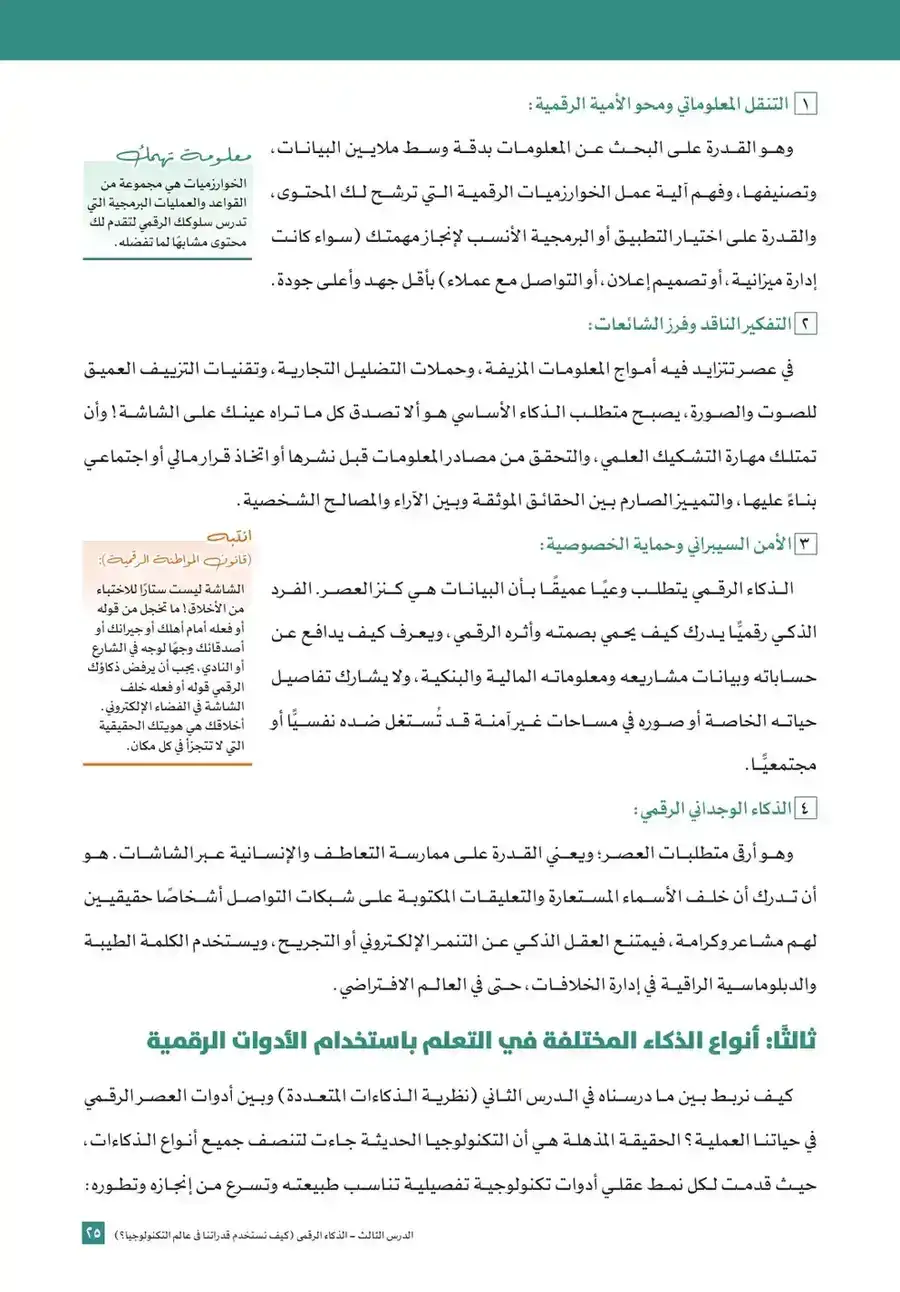 ١ التنقل المعلوماتي ومحو الأمية الرقمية:
وهو القدرة على البحث عن المعلومات بدقة وسط ملايين البيانات،
وتصنيفها، وفهم آلية عمل الخوارزميات الرقمية التي ترشح لك المحتوى،
والقدرة على اختيار التطبيق أو البرمجية الأنسب لإنجاز مهمتك (سواء كانت
إدارة ميزانية، أو تصميم إعلان، أو التواصل مع عملاء) بأقل جهد وأعلى جودة.
معلومة تهمك
الخوارزميات هي مجموعة من
القواعد والعمليات البرمجية التي
تدرس سلوكك الرقمي لتقدم لك
محتوى مشابهًا لما تفضله.
٢ التفكير الناقد وفرز الشائعات:
في عصر تتزايد فيه أمواج المعلومات المزيفة، وحملات التضليل التجارية، وتقنيات التزييف العميق
للصوت والصورة، يصبح متطلب الذكاء الأساسي هو ألا تصدق كل ما تراه عينك على الشاشة! وأن
تمتلك مهارة التشكيك العلمي، والتحقق من مصادر المعلومات قبل نشرها أو اتخاذ قرار مالي أو اجتماعي
بناءً عليها، والتمييز الصارم بين الحقائق الموثقة وبين الآراء والمصالح الشخصية.
٣ الأمن السيبراني وحماية الخصوصية:
الذكاء الرقمي يتطلب وعيًا عميقًا بأن البيانات هي كنز العصر. الفرد
الذكي رقميًّا يدرك كيف يحمي بصمته وأثره الرقمي، ويعرف كيف يدافع عن
حساباته وبيانات مشاريعه ومعلوماته المالية والبنكية، ولا يشارك تفاصيل
حياته الخاصة أو صوره في مساحات غير آمنة قد تُستغل ضده نفسيًّا أو
مجتمعيًّا.
انتبه
(قانون المواطنة الرقمية):
الشاشة ليست ستارًا للاختباء
من الأخلاق! ما تخجل من قوله
أو فعله أمام أهلك أو جيرانك أو
أصدقائك وجهًا لوجه في الشارع
أو النادي، يجب أن يرفض ذكاؤك
الرقمي قوله أو فعله خلف
الشاشة في الفضاء الإلكتروني.
أخلاقك هي هويتك الحقيقية
التي لا تتجزأ في كل مكان.
٤ الذكاء الوجداني الرقمي:
وهو أرقى متطلبات العصر؛ ويعني القدرة على ممارسة التعاطف والإنسانية عبر الشاشات. هو
أن تدرك أن خلف الأسماء المستعارة والتعليقات المكتوبة على شبكات التواصل أشخاصًا حقيقيين
لهم مشاعر وكرامة، فيمتنع العقل الذكي عن التنمر الإلكتروني أو التجريح، ويستخدم الكلمة الطيبة
والدبلوماسية الراقية في إدارة الخلافات، حتى في العالم الافتراضي.
ثالثًا: أنواع الذكاء المختلفة في التعلم باستخدام الأدوات الرقمية
كيف نربط بين ما درسناه في الدرس الثاني (نظرية الذكاءات المتعددة) وبين أدوات العصر الرقمي
في حياتنا العملية؟ الحقيقة المذهلة هي أن التكنولوجيا الحديثة جاءت لتنصف جميع أنواع الذكاءات،
حيث قدمت لكل نمط عقلي أدوات تكنولوجية تفصيلية تناسب طبيعته وتسرع من إنجازه وتطوره:
الدرس الثالث – الذكاء الرقمى (كيف نستخدم قدراتنا فى عالم التكنولوجيا؟) ٢٥